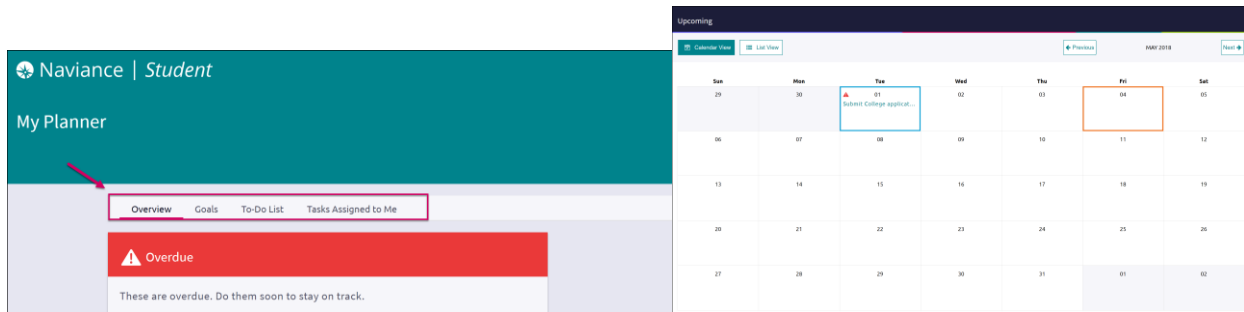 Naviance | Student
My Planner
Overview Goals To-Do List Tasks Assigned to Me
Overdue
These are overdue. Do them soon to stay on track.
Upcoming
Calendar View List View Previous MAY 2018 Next
Sun Mon Tue Wed Thu Fri Sat
29 30 01 02 03 04 05
Submit College applicat...
06 07 08 09 10 11 12
13 14 15 16 17 18 19
20 21 22 23 24 25 26
27 28 29 30 31 01 02